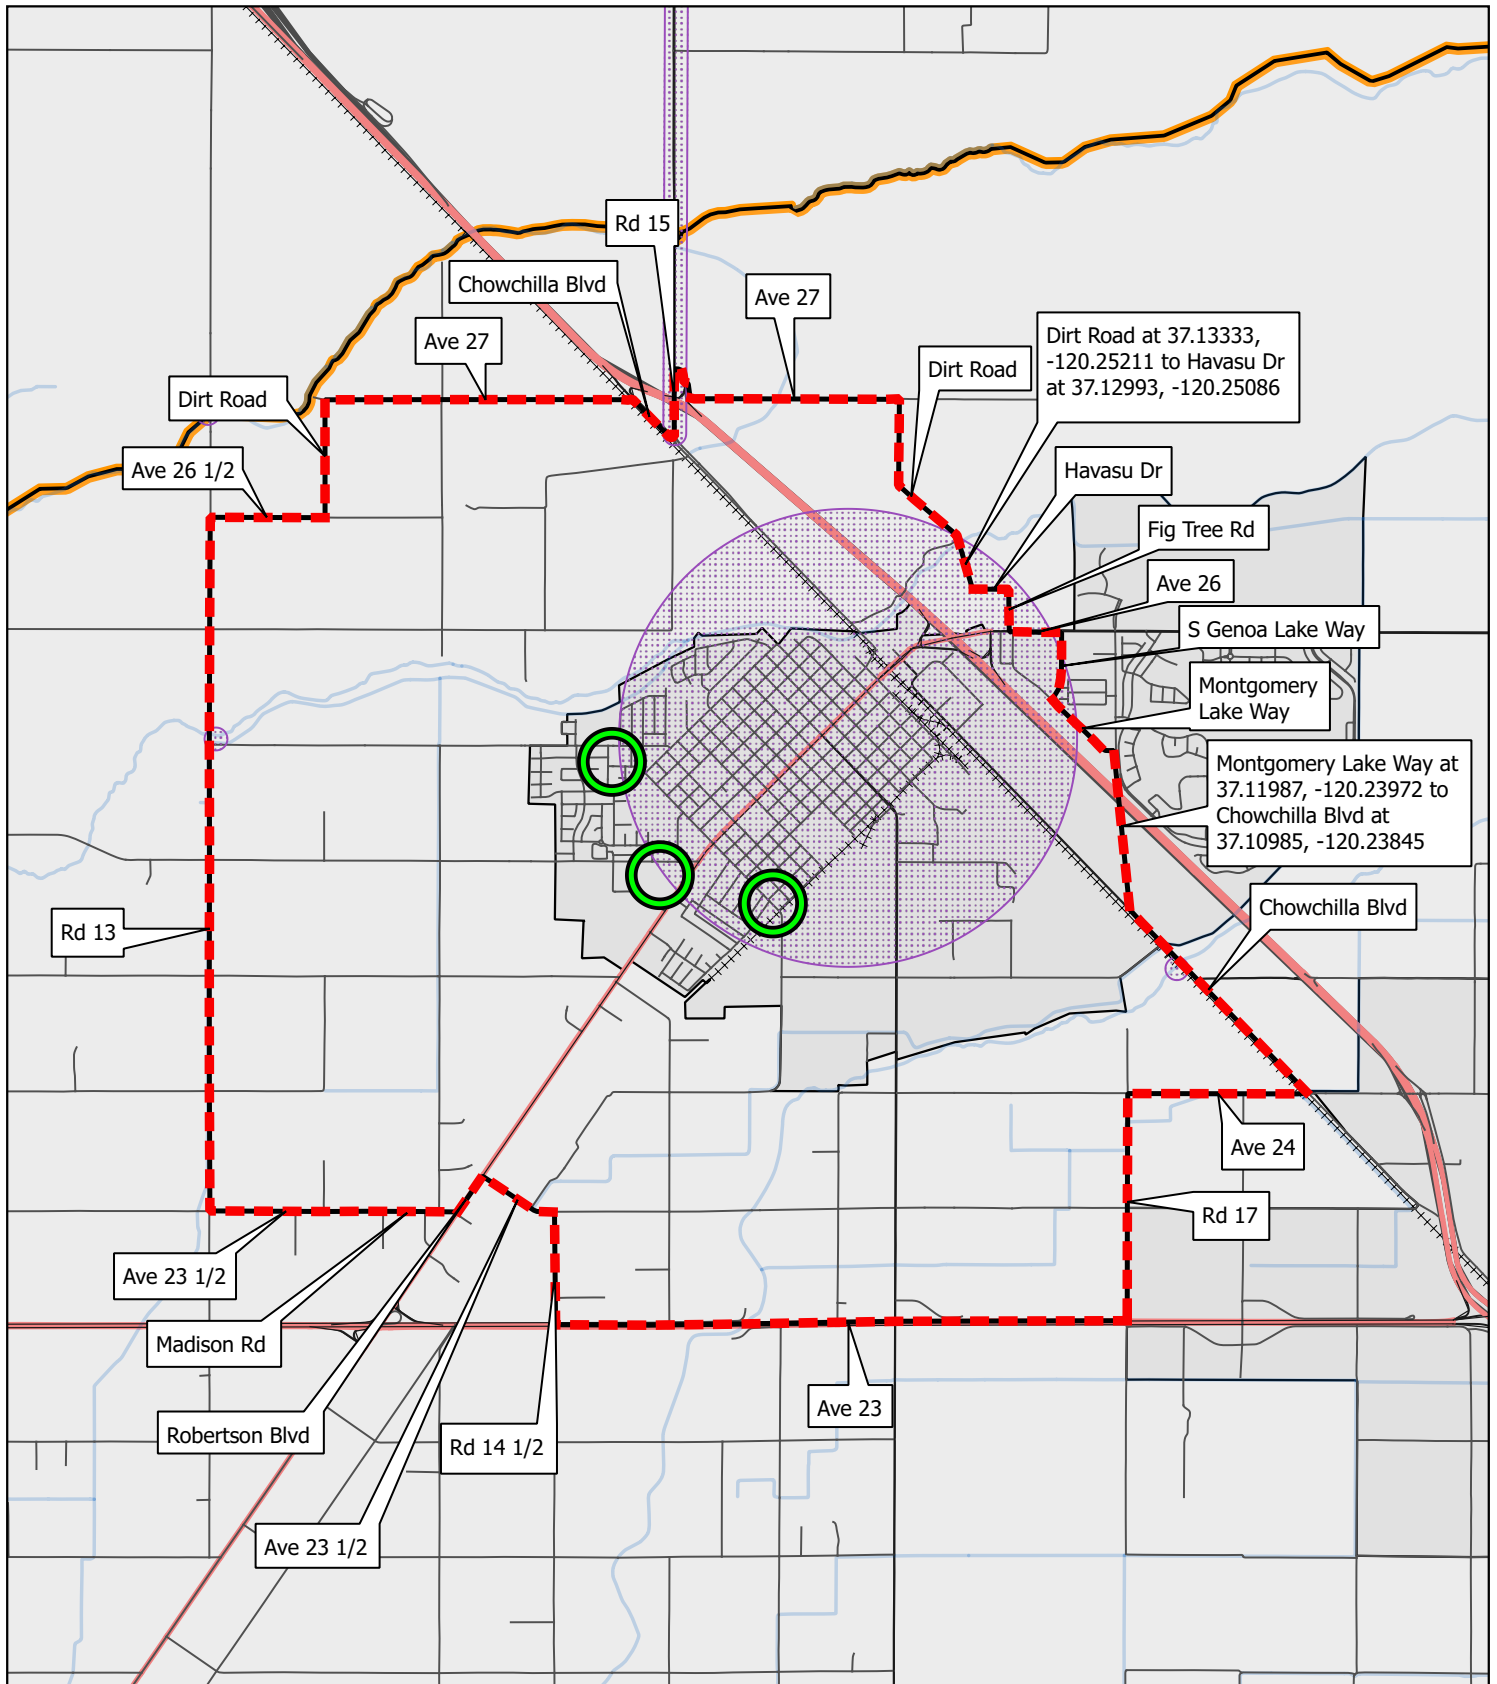 Rd 15
Chowchilla Blvd
Ave 27
Ave 27
Dirt Road at 37.13333,
-120.25211 to Havasu Dr
at 37.12993, -120.25086
Dirt Road
Dirt Road
Ave 26 1/2
Havasu Dr
Fig Tree Rd
Ave 26
S Genoa Lake Way
Montgomery
Lake Way
Montgomery Lake Way at
37.11987, -120.23972 to
Chowchilla Blvd at
37.10985, -120.23845
Chowchilla Blvd
Rd 13
Ave 24
Rd 17
Ave 23 1/2
Madison Rd
Ave 23
Robertson Blvd
Rd 14 1/2
Ave 23 1/2